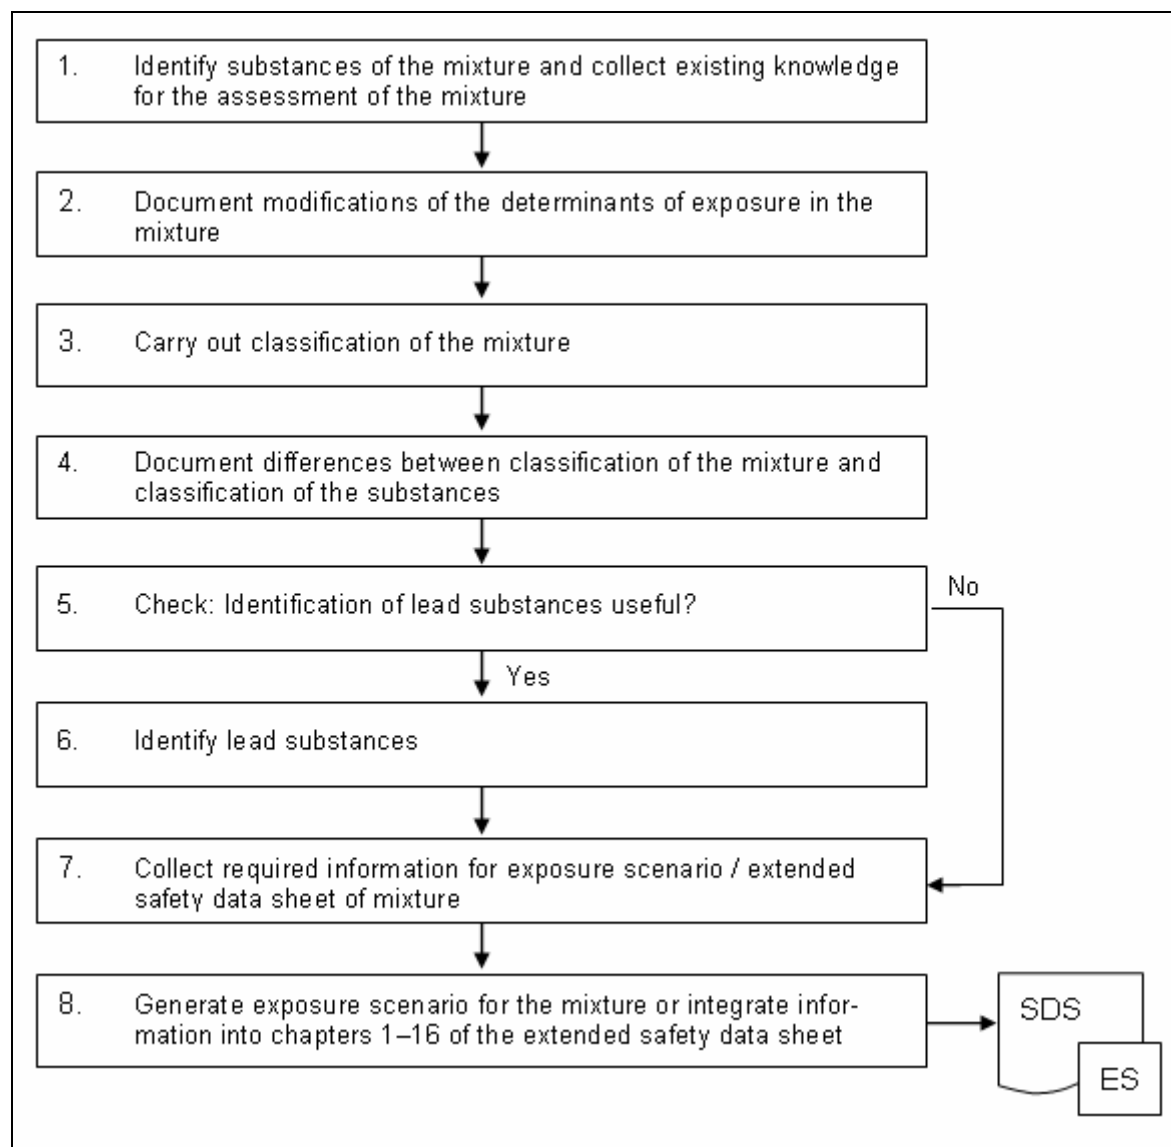 1. Identify substances of the mixture and collect existing knowledge
for the assessment of the mixture
2. Document modifications of the determinants of exposure in the
mixture
3. Carry out classification of the mixture
4. Document differences between classification of the mixture and
classification of the substances
5. Check: Identification of lead substances useful?
No
Yes
6. Identify lead substances
7. Collect required information for exposure scenario / extended
safety data sheet of mixture
8. Generate exposure scenario for the mixture or integrate infor-
mation into chapters 1–16 of the extended safety data sheet
SDS
ES